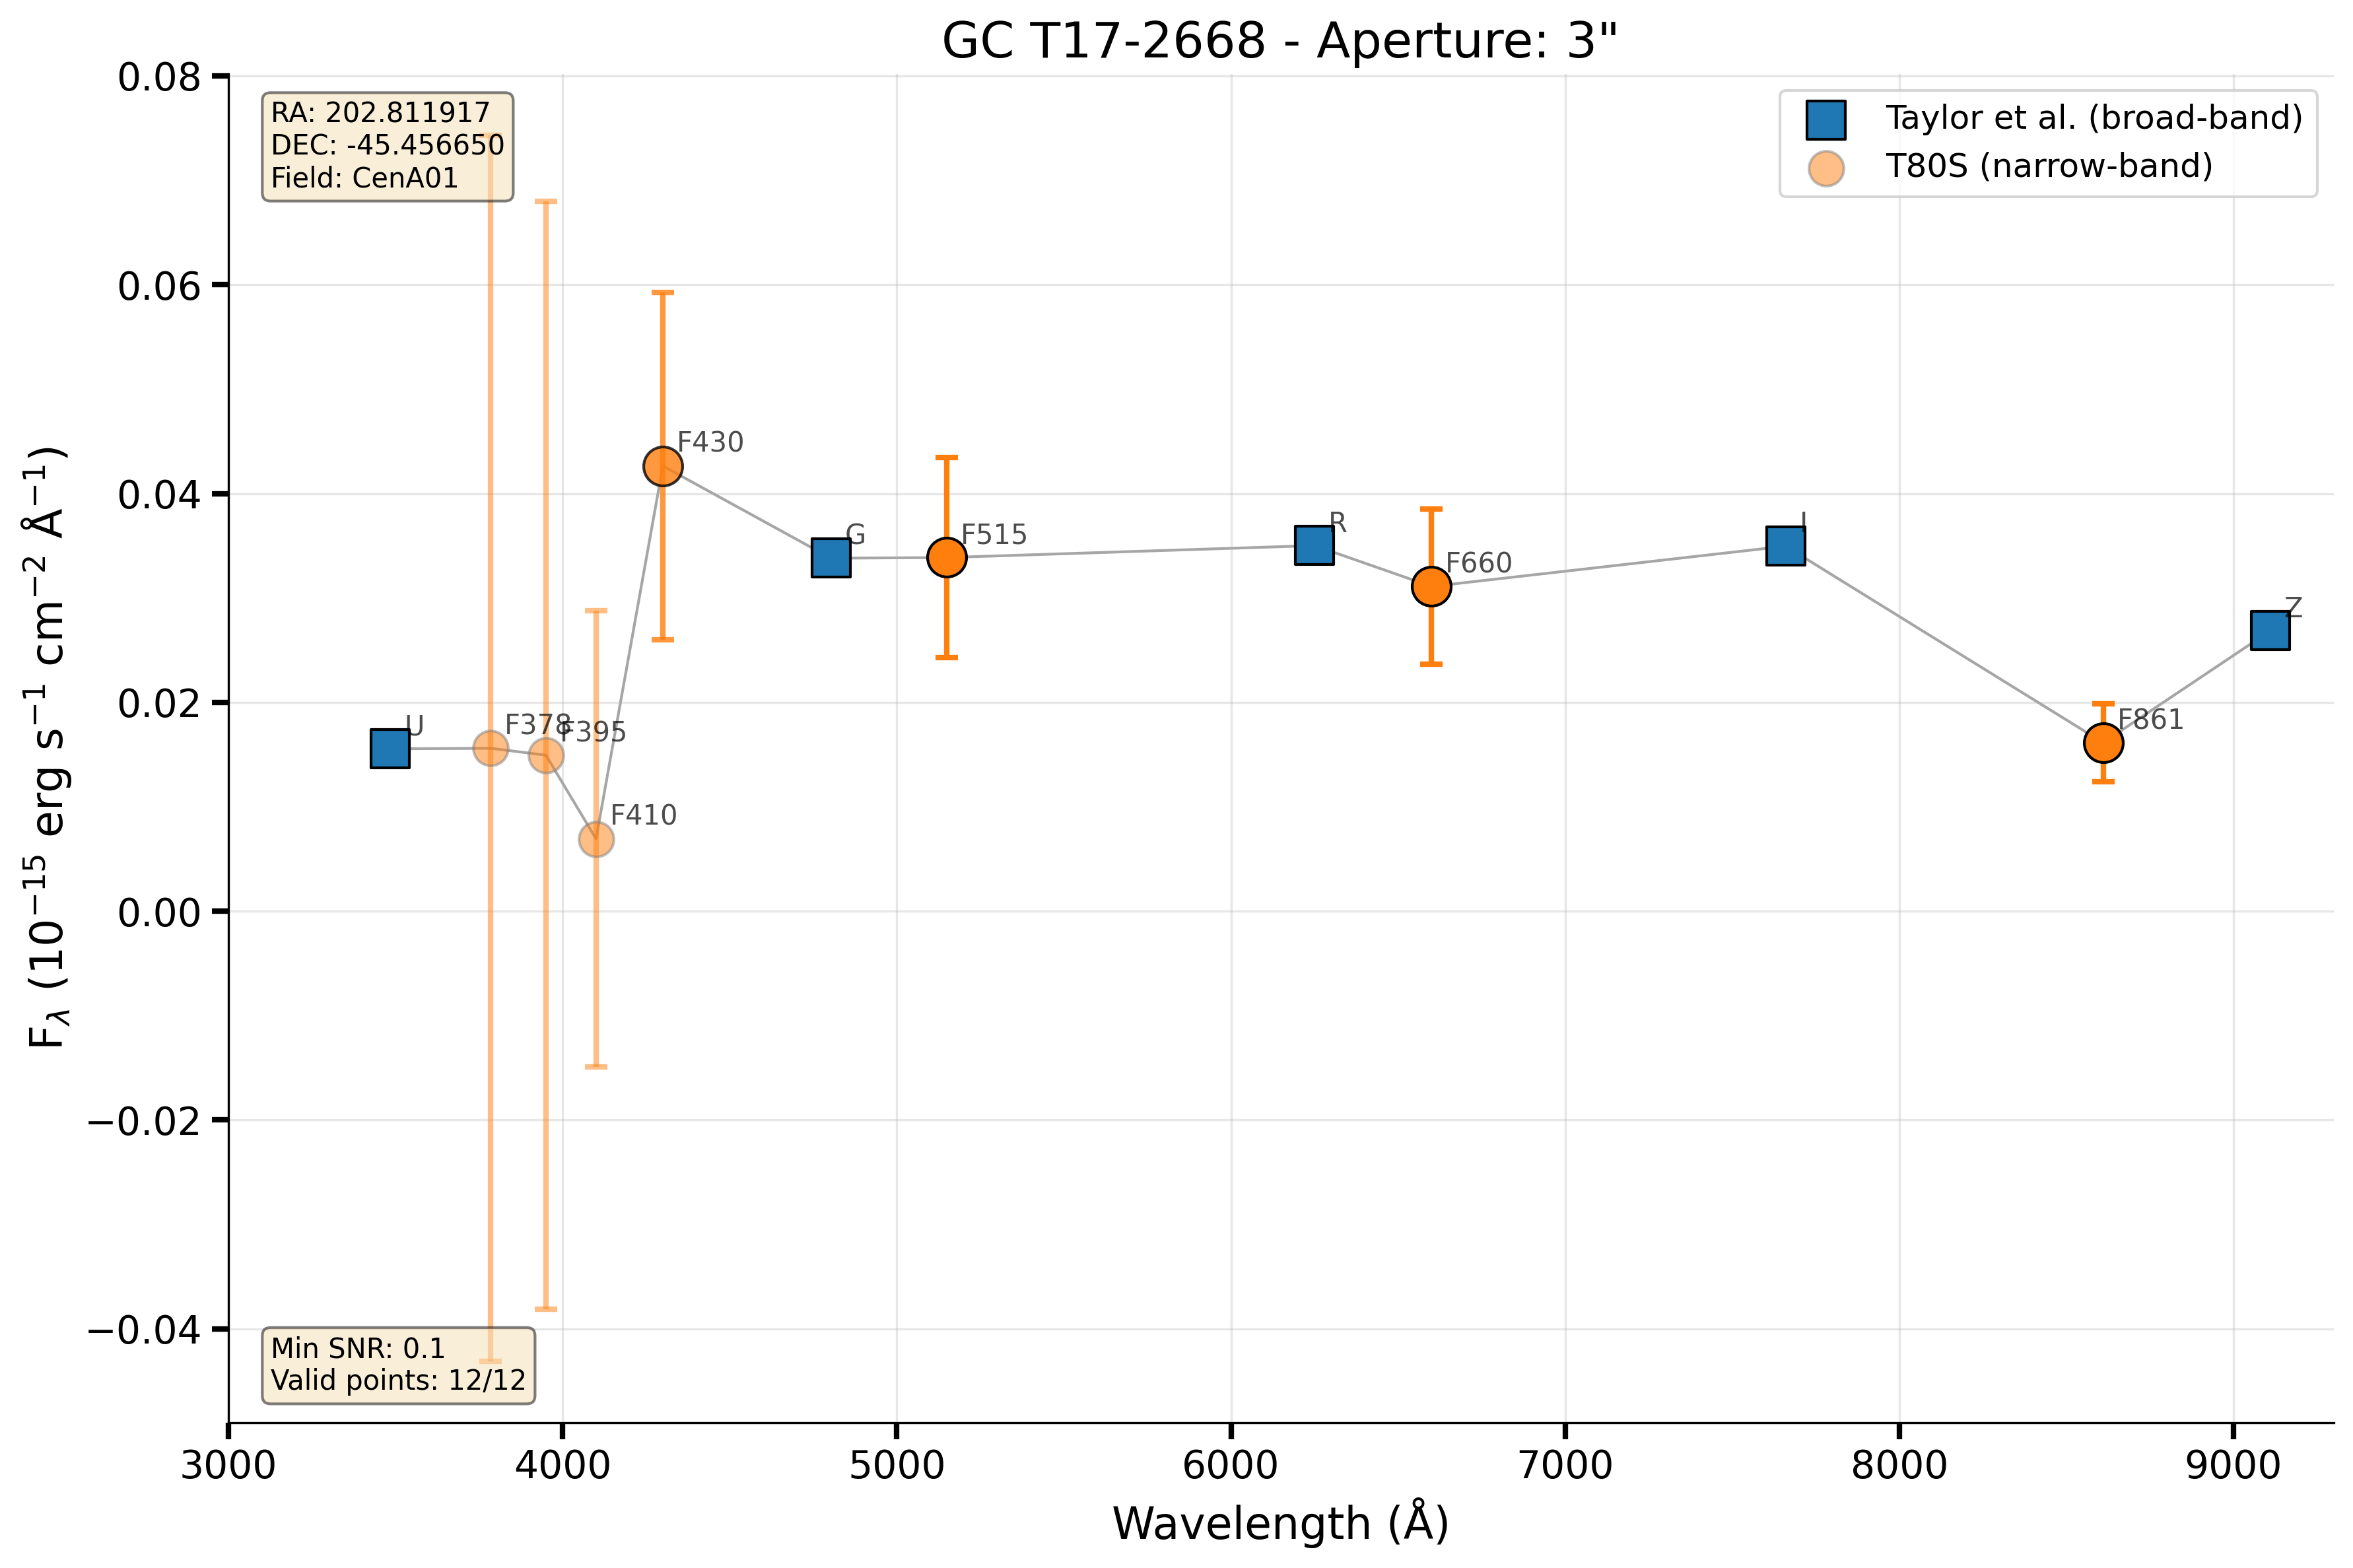 GC T17-2668 - Aperture: 3"
RA: 202.811917
DEC: -45.456650
Field: CenA01
Taylor et al. (broad-band)
T80S (narrow-band)
0.08
0.06
0.04
0.02
0.00
−0.02
−0.04
F_λ (10⁻¹⁵ erg s⁻¹ cm⁻² Å⁻¹)
U
F378
F395
F410
F430
G
F515
R
F660
I
F861
Z
Min SNR: 0.1
Valid points: 12/12
3000
4000
5000
6000
7000
8000
9000
Wavelength (Å)